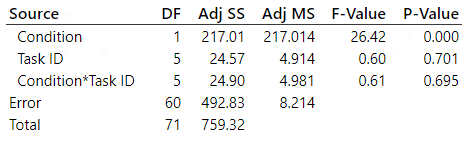 Source DF Adj SS Adj MS F-Value P-Value
Condition 1 217.01 217.014 26.42 0.000
Task ID 5 24.57 4.914 0.60 0.701
Condition*Task ID 5 24.90 4.981 0.61 0.695
Error 60 492.83 8.214
Total 71 759.32